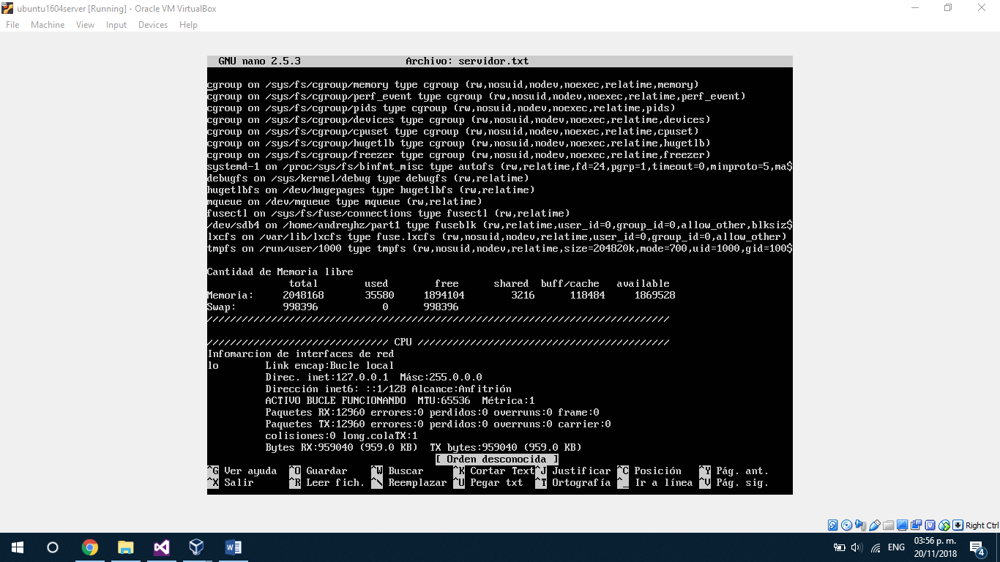 ubuntu1604server [Running] - Oracle VM VirtualBox
File Machine View Input Devices Help
GNU nano 2.5.3 Archivo: servidor.txt
cgroup on /sys/fs/cgroup/memory type cgroup (rw,nosuid,nodev,noexec,relatime,memory)
cgroup on /sys/fs/cgroup/perf_event type cgroup (rw,nosuid,nodev,noexec,relatime,perf_event)
cgroup on /sys/fs/cgroup/pids type cgroup (rw,nosuid,nodev,noexec,relatime,pids)
cgroup on /sys/fs/cgroup/devices type cgroup (rw,nosuid,nodev,noexec,relatime,devices)
cgroup on /sys/fs/cgroup/cpuset type cgroup (rw,nosuid,nodev,noexec,relatime,cpuset)
cgroup on /sys/fs/cgroup/hugetlb type cgroup (rw,nosuid,nodev,noexec,relatime,hugetlb)
cgroup on /sys/fs/cgroup/freezer type cgroup (rw,nosuid,nodev,noexec,relatime,freezer)
systemd-1 on /proc/sys/fs/binfmt_misc type autofs (rw,relatime,fd=24,pgrp=1,timeout=0,minproto=5,ma$
debugfs on /sys/kernel/debug type debugfs (rw,relatime)
hugetlbfs on /dev/hugepages type hugetlbfs (rw,relatime)
mqueue on /dev/mqueue type mqueue (rw,relatime)
fusectl on /sys/fs/fuse/connections type fusectl (rw,relatime)
/dev/sdb4 on /home/andreyhz/part1 type fuseblk (rw,relatime,user_id=0,group_id=0,allow_other,blksiz$
lxcfs on /var/lib/lxcfs type fuse.lxcfs (rw,nosuid,nodev,relatime,user_id=0,group_id=0,allow_other)
tmpfs on /run/user/1000 type tmpfs (rw,nosuid,nodev,relatime,size=204820k,mode=700,uid=1000,gid=100$
Cantidad de Memoria libre
total used free shared buff/cache available
Memoria: 2048168 35580 1894104 3216 118484 1869528
Swap: 998396 0 998396
///////////////////////////////////////////////////////////////////////////////
/////////////////////////////// CPU ///////////////////////////////////////////
Infomarcion de interfaces de red
lo Link encap:Bucle local
Direc. inet:127.0.0.1 Másc:255.0.0.0
Dirección inet6: ::1/128 Alcance:Anfitrión
ACTIVO BUCLE FUNCIONANDO MTU:65536 Métrica:1
Paquetes RX:12960 errores:0 perdidos:0 overruns:0 frame:0
Paquetes TX:12960 errores:0 perdidos:0 overruns:0 carrier:0
colisiones:0 long.colaTX:1
Bytes RX:959040 (959.0 KB) TX bytes:959040 (959.0 KB)
[ Orden desconocida ]
^G Ver ayuda ^O Guardar ^W Buscar ^K Cortar Text^J Justificar ^C Posición ^Y Pág. ant.
^X Salir ^R Leer fich. ^\ Reemplazar ^U Pegar txt ^T Ortografía ^_ Ir a línea ^V Pág. sig.
Right Ctrl
ENG
03:56 p. m.
20/11/2018
4